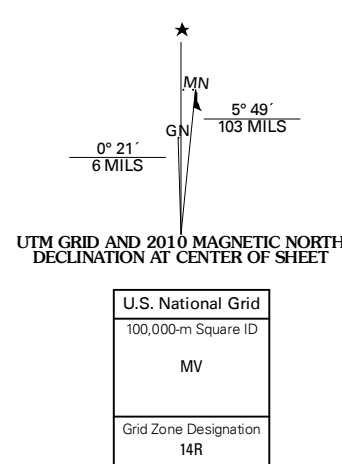 ★
MN
5° 49´
103 MILS
GN
0° 21´
6 MILS
UTM GRID AND 2010 MAGNETIC NORTH
DECLINATION AT CENTER OF SHEET
U.S. National Grid
100,000-m Square ID
MV
Grid Zone Designation
14R